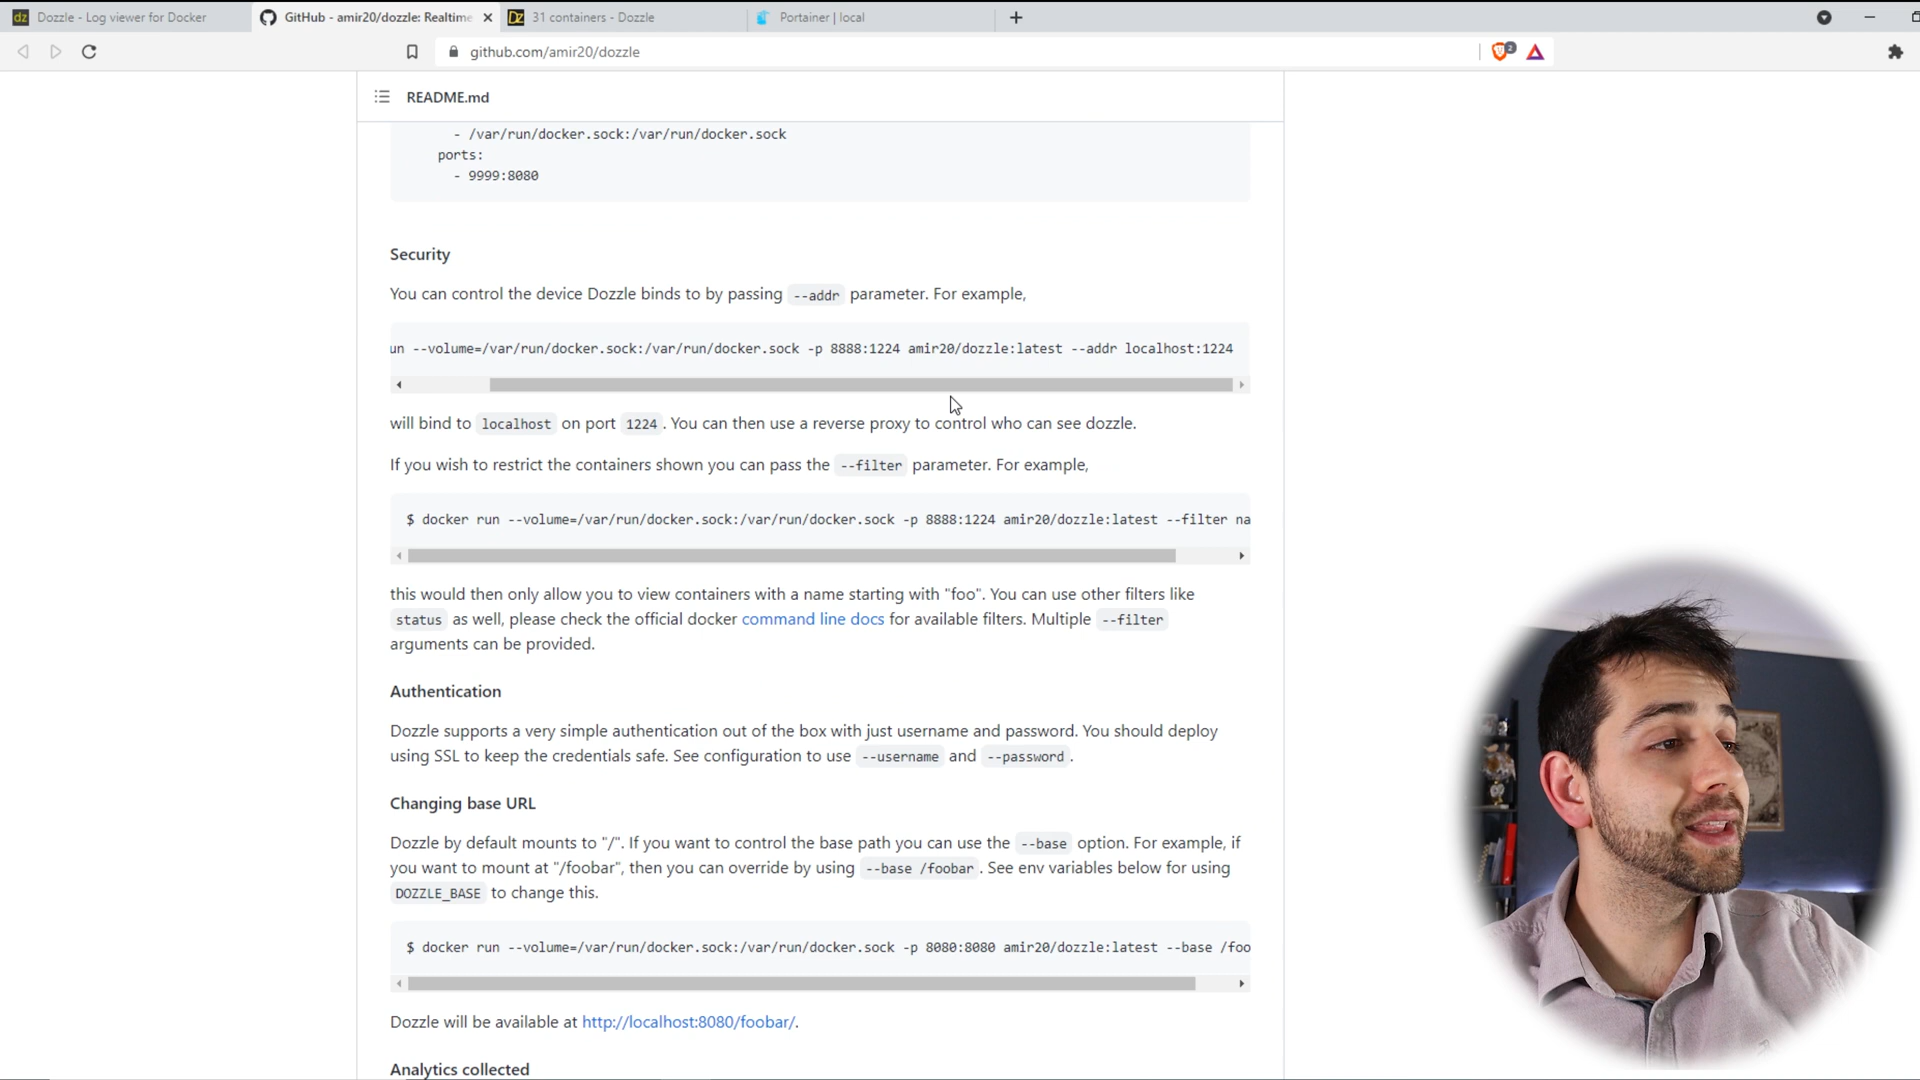 Dozzle - Log viewer for Docker
GitHub - amir20/dozzle: Realtime
31 containers - Dozzle
Portainer | local
github.com/amir20/dozzle
2
README.md
- /var/run/docker.sock:/var/run/docker.sock
ports:
- 9999:8080
Security
You can control the device Dozzle binds to by passing --addr parameter. For example,
un --volume=/var/run/docker.sock:/var/run/docker.sock -p 8888:1224 amir20/dozzle:latest --addr localhost:1224
will bind to localhost on port 1224. You can then use a reverse proxy to control who can see dozzle.
If you wish to restrict the containers shown you can pass the --filter parameter. For example,
$ docker run --volume=/var/run/docker.sock:/var/run/docker.sock -p 8888:1224 amir20/dozzle:latest --filter na
this would then only allow you to view containers with a name starting with "foo". You can use other filters like
status as well, please check the official docker command line docs for available filters. Multiple --filter
arguments can be provided.
Authentication
Dozzle supports a very simple authentication out of the box with just username and password. You should deploy
using SSL to keep the credentials safe. See configuration to use --username and --password.
Changing base URL
Dozzle by default mounts to "/". If you want to control the base path you can use the --base option. For example, if
you want to mount at "/foobar", then you can override by using --base /foobar. See env variables below for using
DOZZLE_BASE to change this.
$ docker run --volume=/var/run/docker.sock:/var/run/docker.sock -p 8080:8080 amir20/dozzle:latest --base /foo
Dozzle will be available at http://localhost:8080/foobar/.
Analytics collected